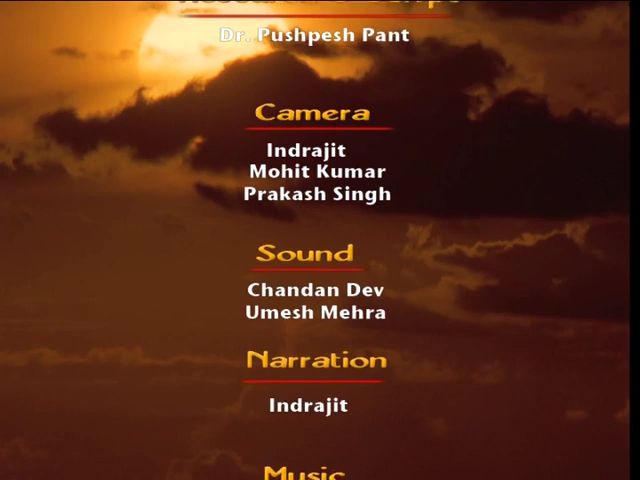 Dr. Pushpesh Pant
Camera
Indrajit
Mohit Kumar
Prakash Singh
Sound
Chandan Dev
Umesh Mehra
Narration
Indrajit
Music